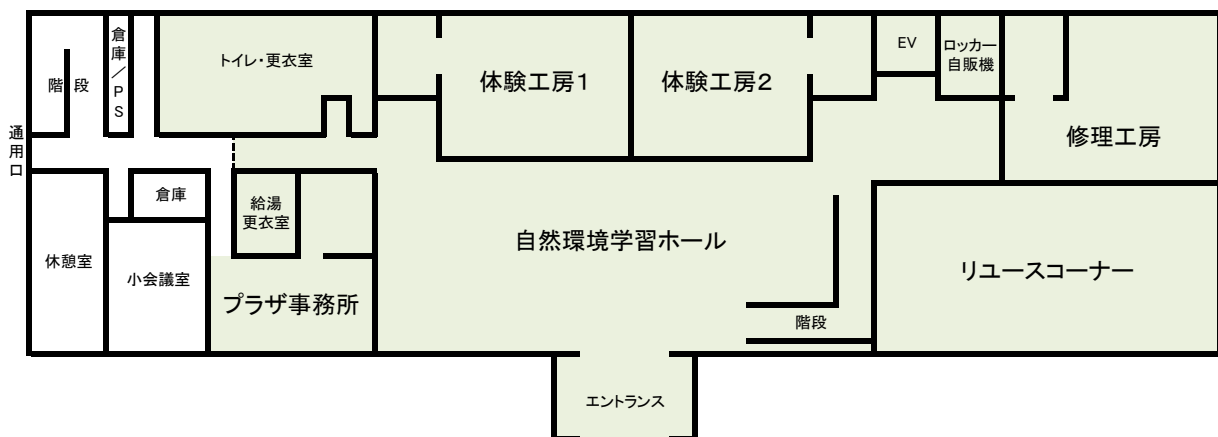 階 段
倉庫／PS
トイレ・更衣室
体験工房1
体験工房2
EV
ロッカー
自販機
修理工房
通用口
休憩室
倉庫
小会議室
給湯
更衣室
プラザ事務所
自然環境学習ホール
階段
リユースコーナー
エントランス